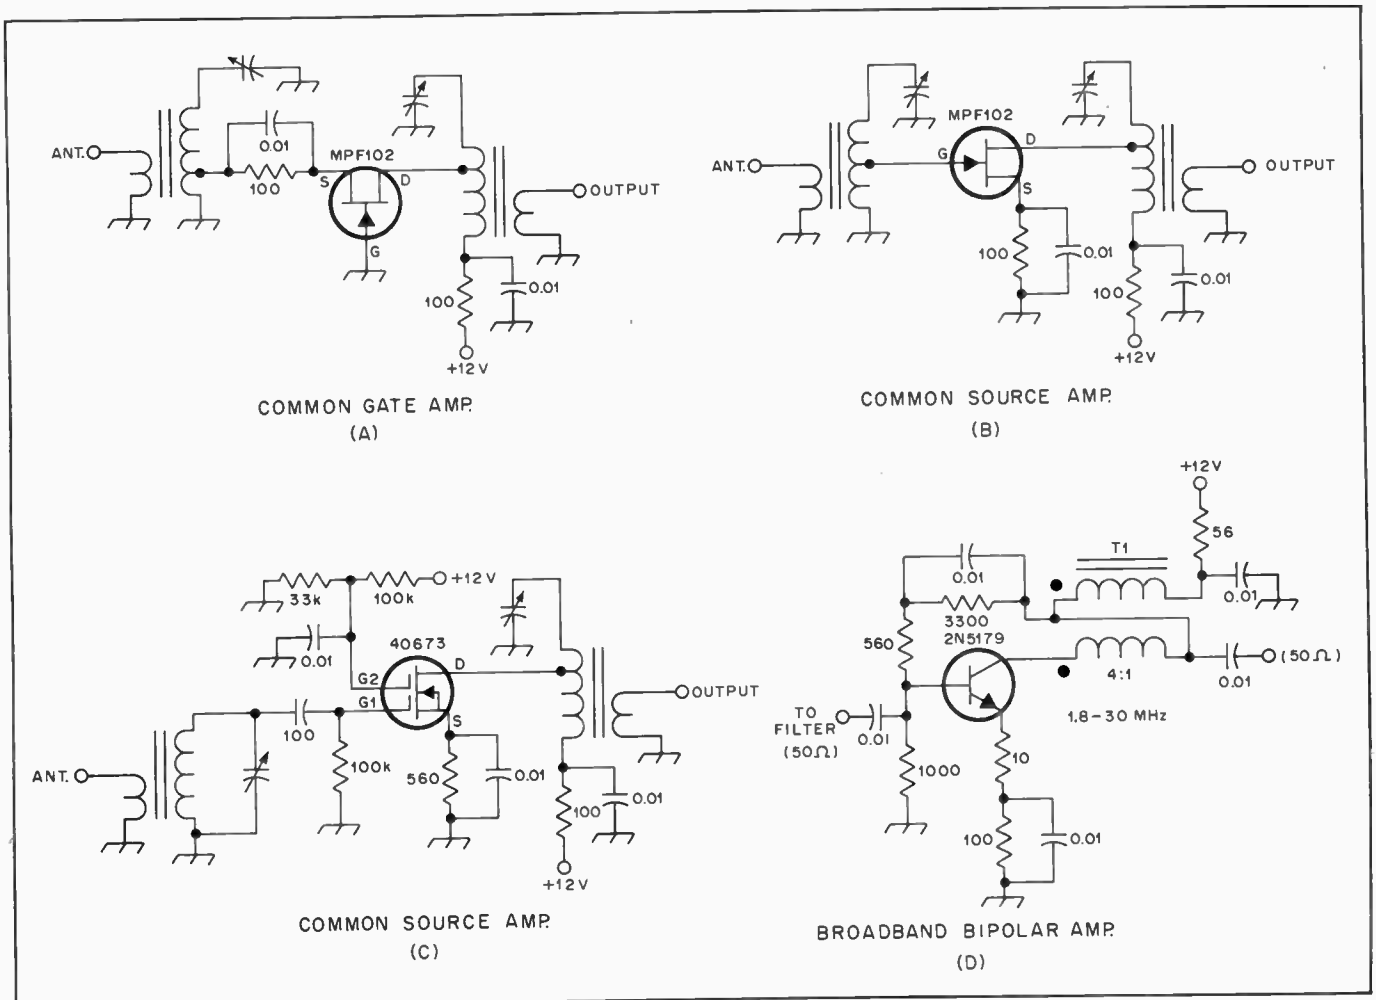 ANT.
0.01
100
MPF102
S
D
G
OUTPUT
100
0.01
+12V
COMMON GATE AMP.
(A)
ANT.
MPF102
G
D
S
100
0.01
OUTPUT
100
0.01
+12V
COMMON SOURCE AMP.
(B)
33k
100k
+12V
0.01
40673
G2
G1
D
S
ANT.
100
100k
560
0.01
OUTPUT
100
0.01
+12V
COMMON SOURCE AMP.
(C)
+12V
56
T1
0.01
0.01
3300
560
2N5179
4:1
0.01
(50Ω)
1.8-30 MHz
TO
FILTER
(50Ω)
0.01
1000
10
100
0.01
BROADBAND BIPOLAR AMP.
(D)